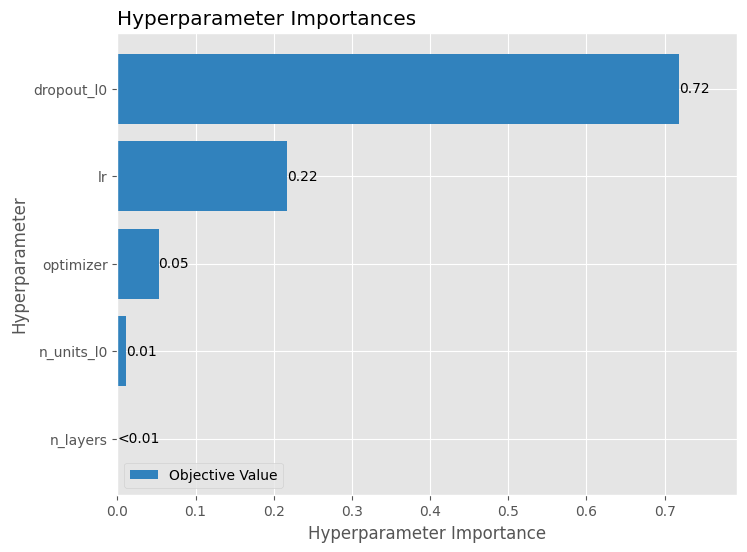 Hyperparameter Importances
Hyperparameter
dropout_l0
0.72
lr
0.22
optimizer
0.05
n_units_l0
0.01
n_layers
<0.01
Objective Value
0.0 0.1 0.2 0.3 0.4 0.5 0.6 0.7
Hyperparameter Importance